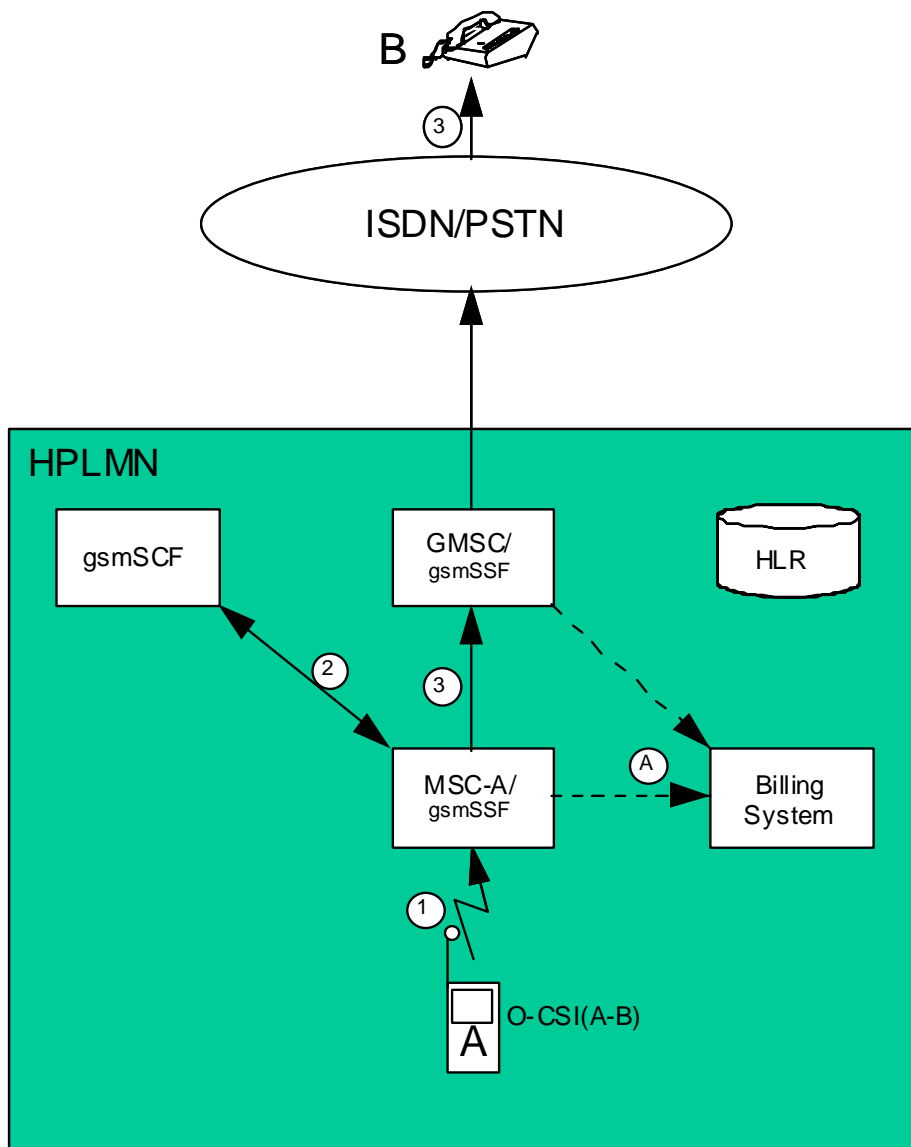 B
3
ISDN/PSTN
HPLMN
gsmSCF
GMSC/
gsmSSF
HLR
2
3
A
MSC-A/
gsmSSF
Billing
System
1
O-CSI(A-B)
A